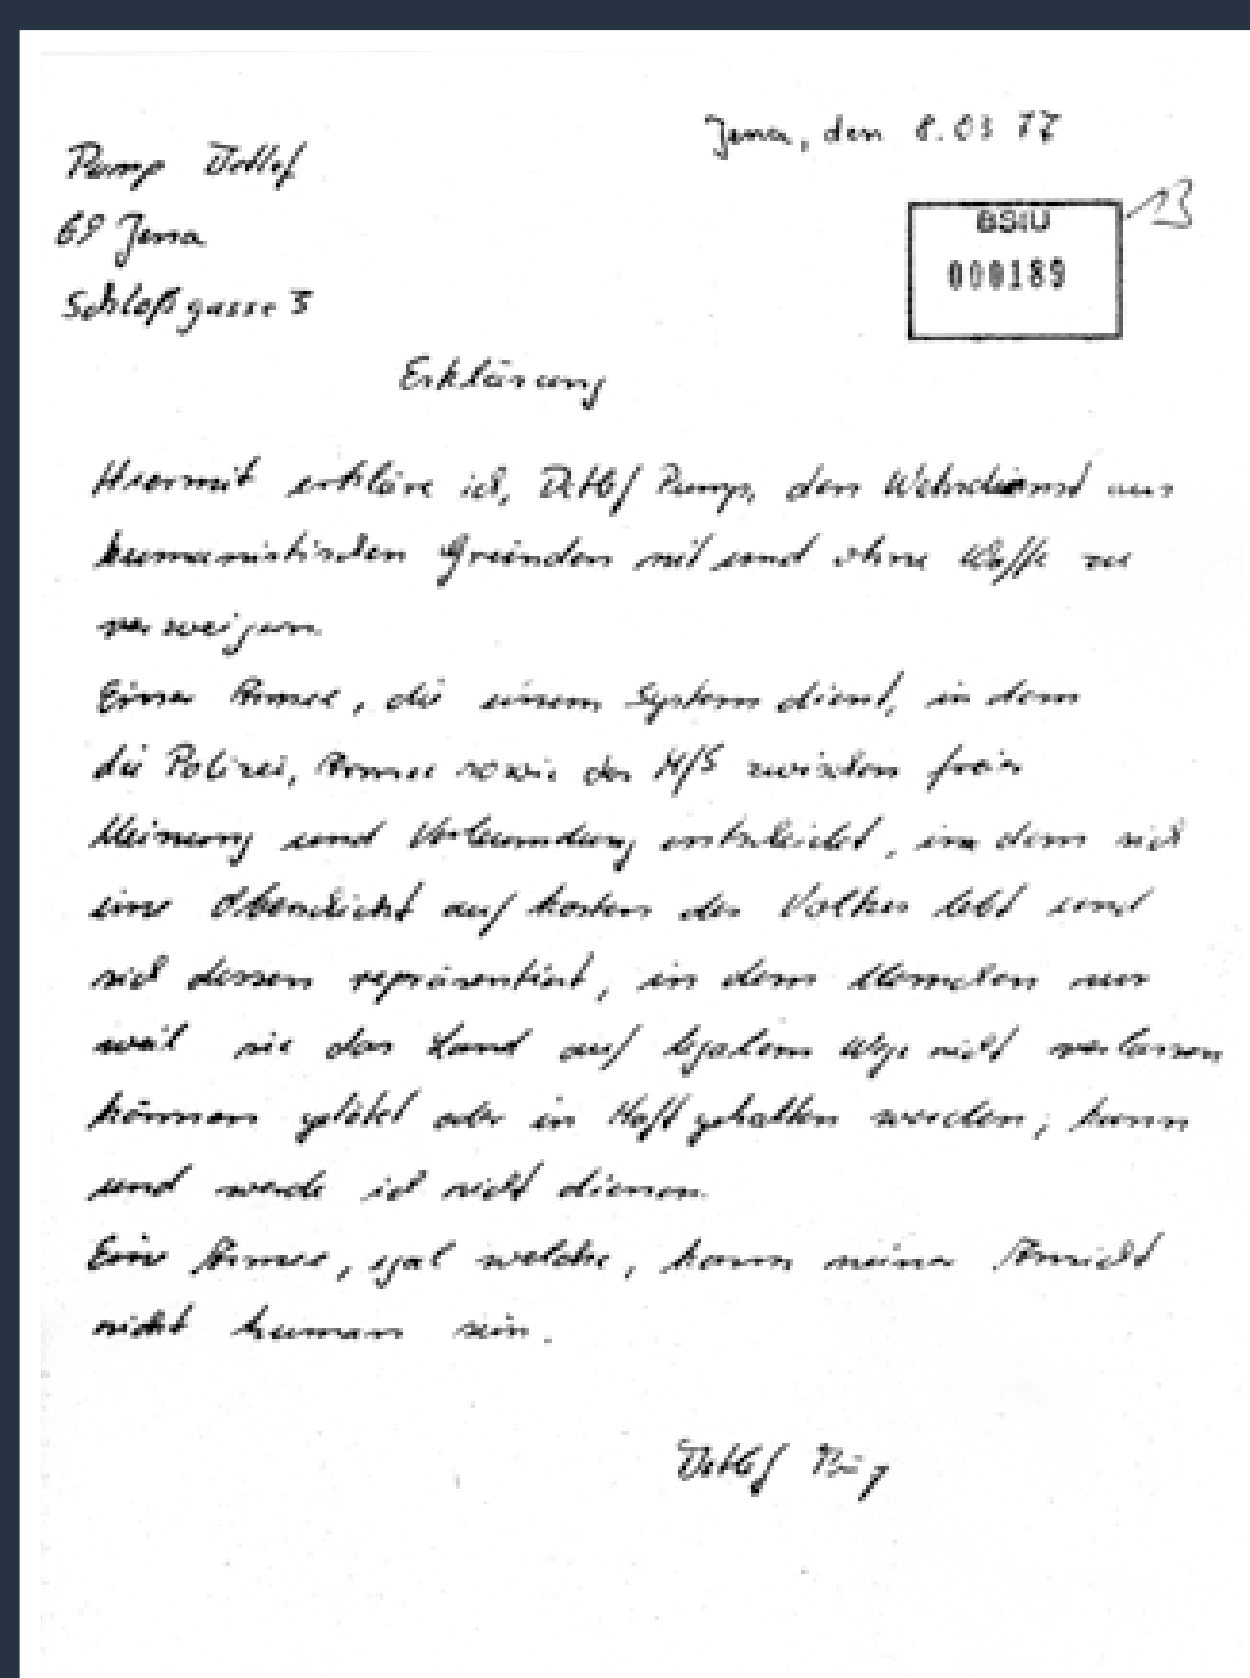 Jena, den 8.03 77
Pump Detlef
69 Jena
Schloßgasse 3
13
BStU
000189
Erklärung
Hiermit erkläre ich, Detlef Pump, den Wehrdienst aus
humanistischen Gründen mit und ohne Waffe zu
verweigern.
Einer Armee, die einem System dient, in dem
die Polizei, Armee sowie der MfS zwischen freier
Meinung und Verleumdung entscheidet, in dem sich
eine Oberschicht auf kosten des Volkes lebt und
sich dessen repräsentiert, in dem Menschen nur
weil sie das Land auf legalem Wege nicht verlassen
können getötet oder in Haft gehalten werden, kann
und werde ich nicht dienen.
Eine Armee, egal welche, kann meiner Ansicht
nicht human sein.
Detlef